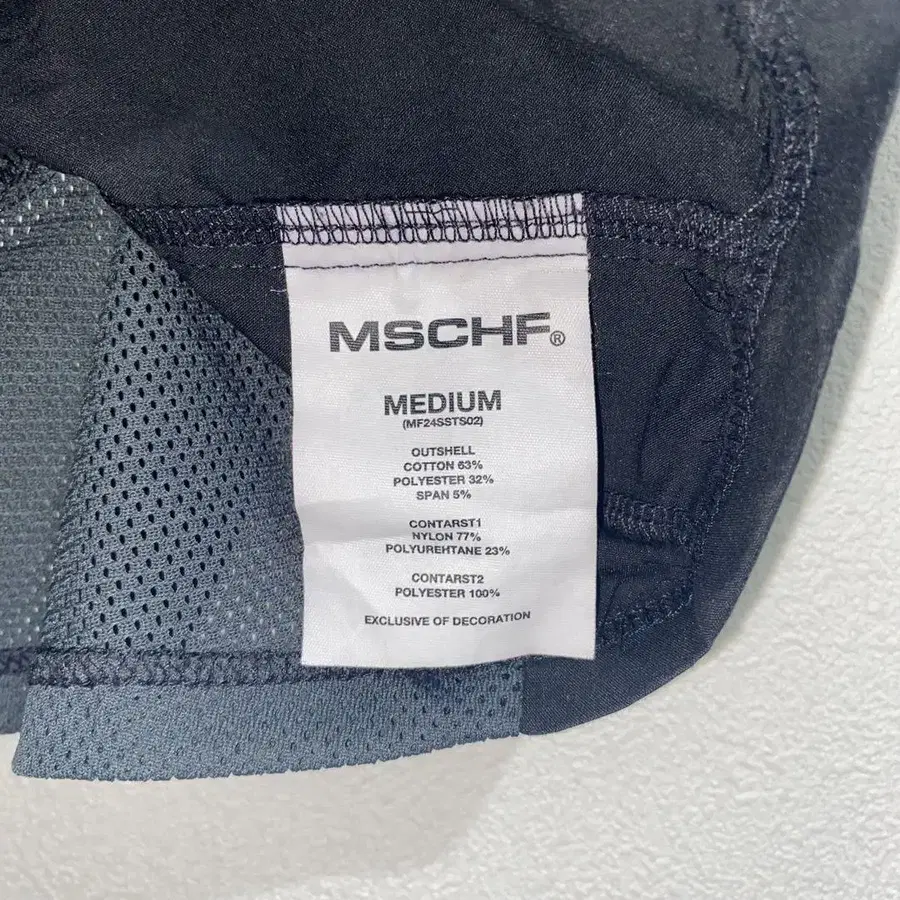 MSCHF®
MEDIUM
(MF24SSTS02)
OUTSHELL
COTTON 63%
POLYESTER 32%
SPAN 5%
CONTARST1
NYLON 77%
POLYUREHTANE 23%
CONTARST2
POLYESTER 100%
EXCLUSIVE OF DECORATION